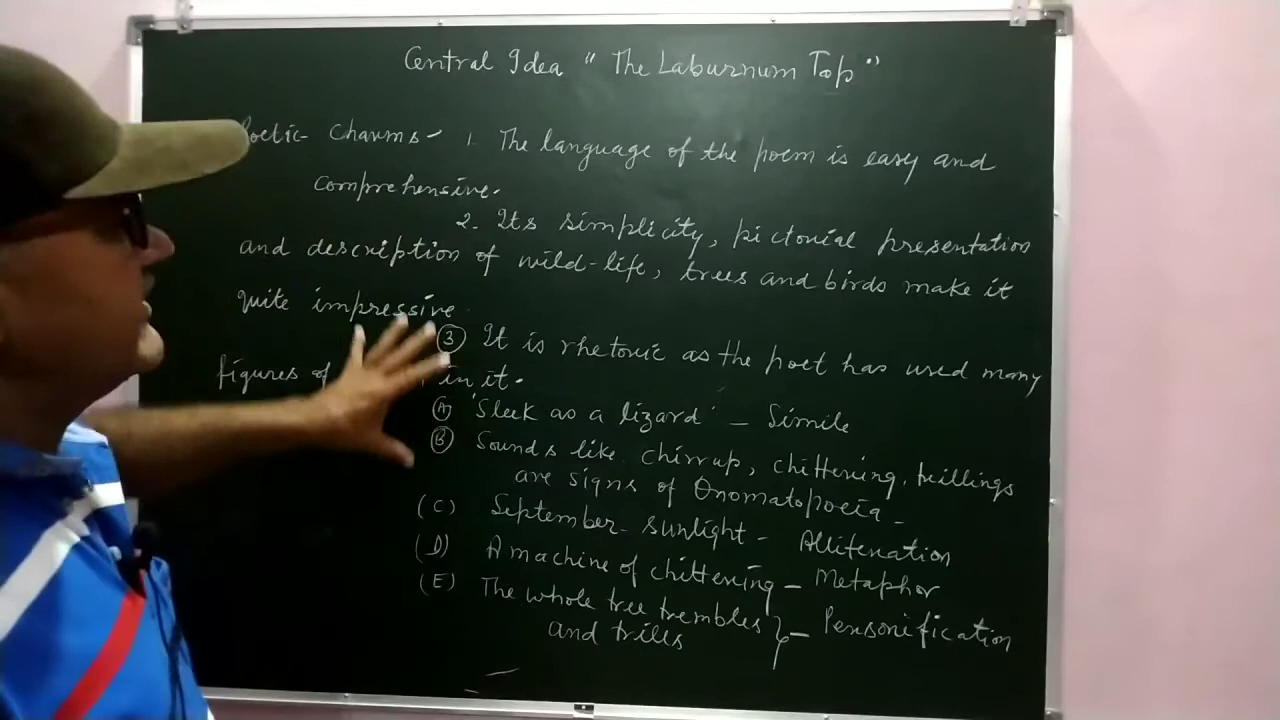 Central Idea "The Laburnum Top"
Poetic Charms - 1. The language of the poem is easy and
comprehensive.
2. Its simplicity, pictorial presentation
and description of wild-life, trees and birds make it
quite impressive.
(3) It is rhetoric as the poet has used many
figures of in it.
(A) 'Sleek as a lizard' - Simile
(B) Sounds like chirrup, chittering, trillings
are signs of Onomatopoeia -
(C) September sunlight - Alliteration
(D) A machine of chittering - Metaphor
(E) The whole tree trembles } - Personification
and trills